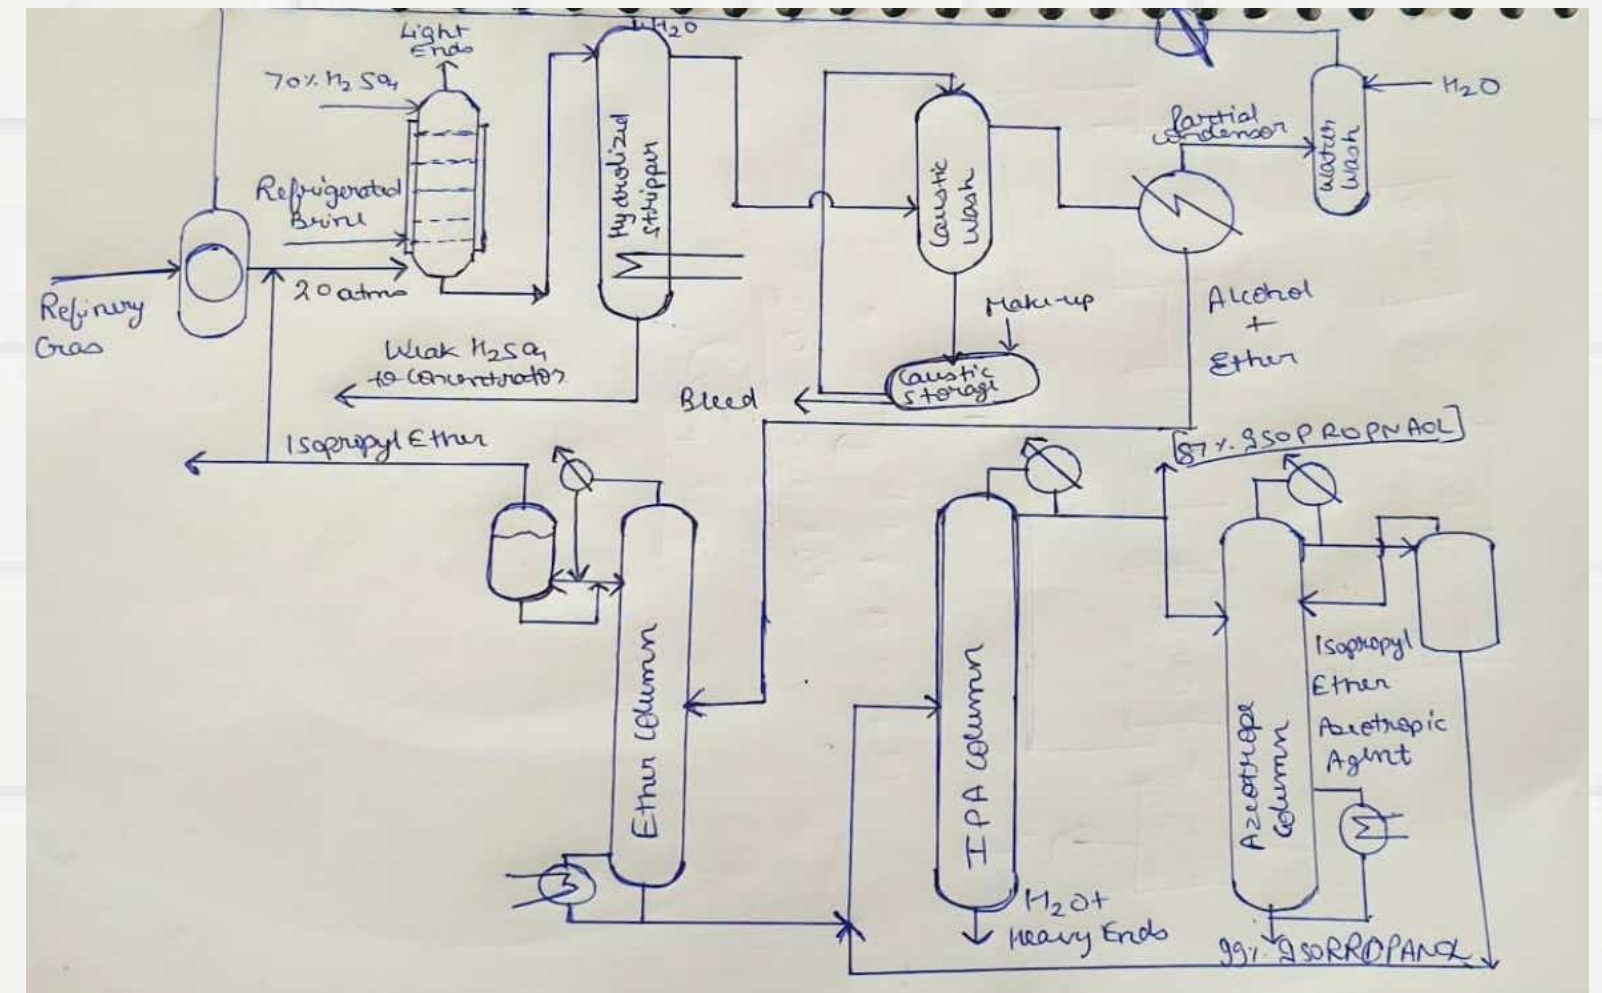 Light
Ends
70% H2 SO4
Refrigerated
Brine
Refinery
Gas
20 atms
H2O
Hydrolized
stripper
Weak H2SO4
to concentrator
Caustic
Wash
Make-up
Caustic
storage
Bleed
Partial
condensor
Water
Wash
H2O
Alcohol
+
Ether
Isopropyl Ether
Ether Column
IPA Column
H2O+
Heavy Ends
[87% ISOPROPNAOL]
Azeotrope
Column
Isopropyl
Ether
Azeotropic
Agent
99% ISORROPANOL